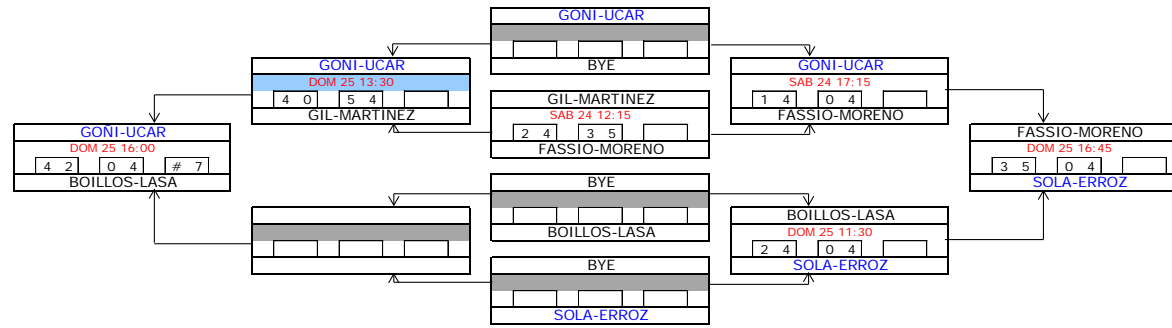 GONI-UCAR
BYE
GONI-UCAR
DOM 25 13:30
4 0 5 4
GIL-MARTINEZ
GONI-UCAR
SAB 24 17:15
1 4 0 4
FASSIO-MORENO
GIL-MARTINEZ
SAB 24 12:15
2 4 3 5
FASSIO-MORENO
GONI-UCAR
DOM 25 16:00
4 2 0 4 # 7
BOILLOS-LASA
FASSIO-MORENO
DOM 25 16:45
3 5 0 4
SOLA-ERROZ
BYE
BOILLOS-LASA
BOILLOS-LASA
DOM 25 11:30
2 4 0 4
SOLA-ERROZ
BYE
SOLA-ERROZ